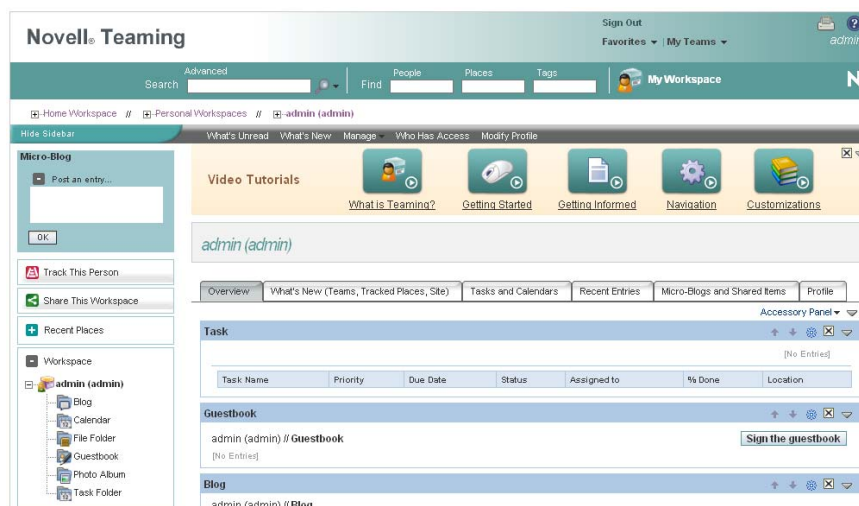 Sign Out
Novell® Teaming
Favorites | My Teams
admin
Advanced
People
Places
Tags
Search
Find
My Workspace
N
Home Workspace // Personal Workspaces // admin (admin)
Hide Sidebar
What's Unread What's New Manage Who Has Access Modify Profile
Micro-Blog
Post an entry...
OK
Video Tutorials
What is Teaming?
Getting Started
Getting Informed
Navigation
Customizations
admin (admin)
Track This Person
Share This Workspace
Recent Places
Workspace
admin (admin)
Blog
Calendar
File Folder
Guestbook
Photo Album
Task Folder
Overview
What's New (Teams, Tracked Places, Site)
Tasks and Calendars
Recent Entries
Micro-Blogs and Shared Items
Profile
Accessory Panel
Task
[No Entries]
Task Name Priority Due Date Status Assigned to % Done Location
Guestbook
admin (admin) // Guestbook
Sign the guestbook
[No Entries]
Blog
admin (admin) // Blog